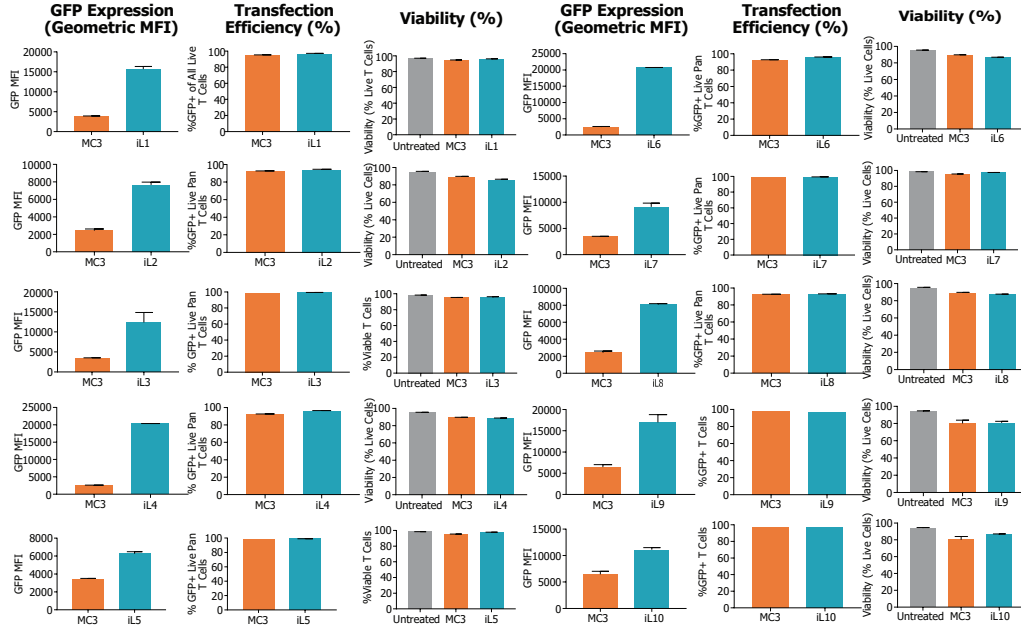 GFP Expression
(Geometric MFI)
Transfection
Efficiency (%)
Viability (%)
GFP Expression
(Geometric MFI)
Transfection
Efficiency (%)
Viability (%)
GFP MFI
20000
15000
10000
5000
0
MC3
iL1
%GFP+ of All Live
T Cells
100
80
60
40
20
0
MC3
iL1
Viability (% Live T Cells)
100
80
60
40
20
0
Untreated
MC3
iL1
GFP MFI
25000
20000
15000
10000
5000
0
MC3
iL6
%GFP+ Live Pan
T Cells
100
80
60
40
20
0
MC3
iL6
Viability (% Live Cells)
100
80
60
40
20
0
Untreated
MC3
iL6
GFP MFI
10000
8000
6000
4000
2000
0
MC3
iL2
%GFP+ Live Pan
T Cells
100
80
60
40
20
0
MC3
iL2
Viability (% Live Cells)
100
80
60
40
20
0
Untreated
MC3
iL2
GFP MFI
15000
10000
5000
0
MC3
iL7
%GFP+ Live Pan
T Cells
100
80
60
40
20
0
MC3
iL7
Viability (% Live Cells)
100
80
60
40
20
0
Untreated
MC3
iL7
GFP MFI
20000
15000
10000
5000
0
MC3
iL3
% GFP+ Live Pan
T Cells
100
80
60
40
20
0
MC3
iL3
%Viable T Cells
100
80
60
40
20
0
Untreated
MC3
iL3
GFP MFI
10000
8000
6000
4000
2000
0
MC3
iL8
%GFP+ Live Pan
T Cells
100
80
60
40
20
0
MC3
iL8
Viability (% Live Cells)
100
80
60
40
20
0
Untreated
MC3
iL8
GFP MFI
25000
20000
15000
10000
5000
0
MC3
iL4
% GFP+ Live Pan
T Cells
100
80
60
40
20
0
MC3
iL4
Viability (% Live Cells)
100
80
60
40
20
0
Untreated
MC3
iL4
GFP MFI
20000
15000
10000
5000
0
MC3
iL9
%GFP+ T Cells
100
80
60
40
20
0
MC3
iL9
Viability (% Live Cells)
100
80
60
40
20
0
Untreated
MC3
iL9
GFP MFI
8000
6000
4000
2000
0
MC3
iL5
% GFP+ Live Pan
T Cells
100
80
60
40
20
0
MC3
iL5
%Viable T Cells
100
80
60
40
20
0
Untreated
MC3
iL5
GFP MFI
15000
10000
5000
0
MC3
iL10
%GFP+ T Cells
100
80
60
40
20
0
MC3
iL10
Viability (% Live Cells)
100
80
60
40
20
0
Untreated
MC3
iL10